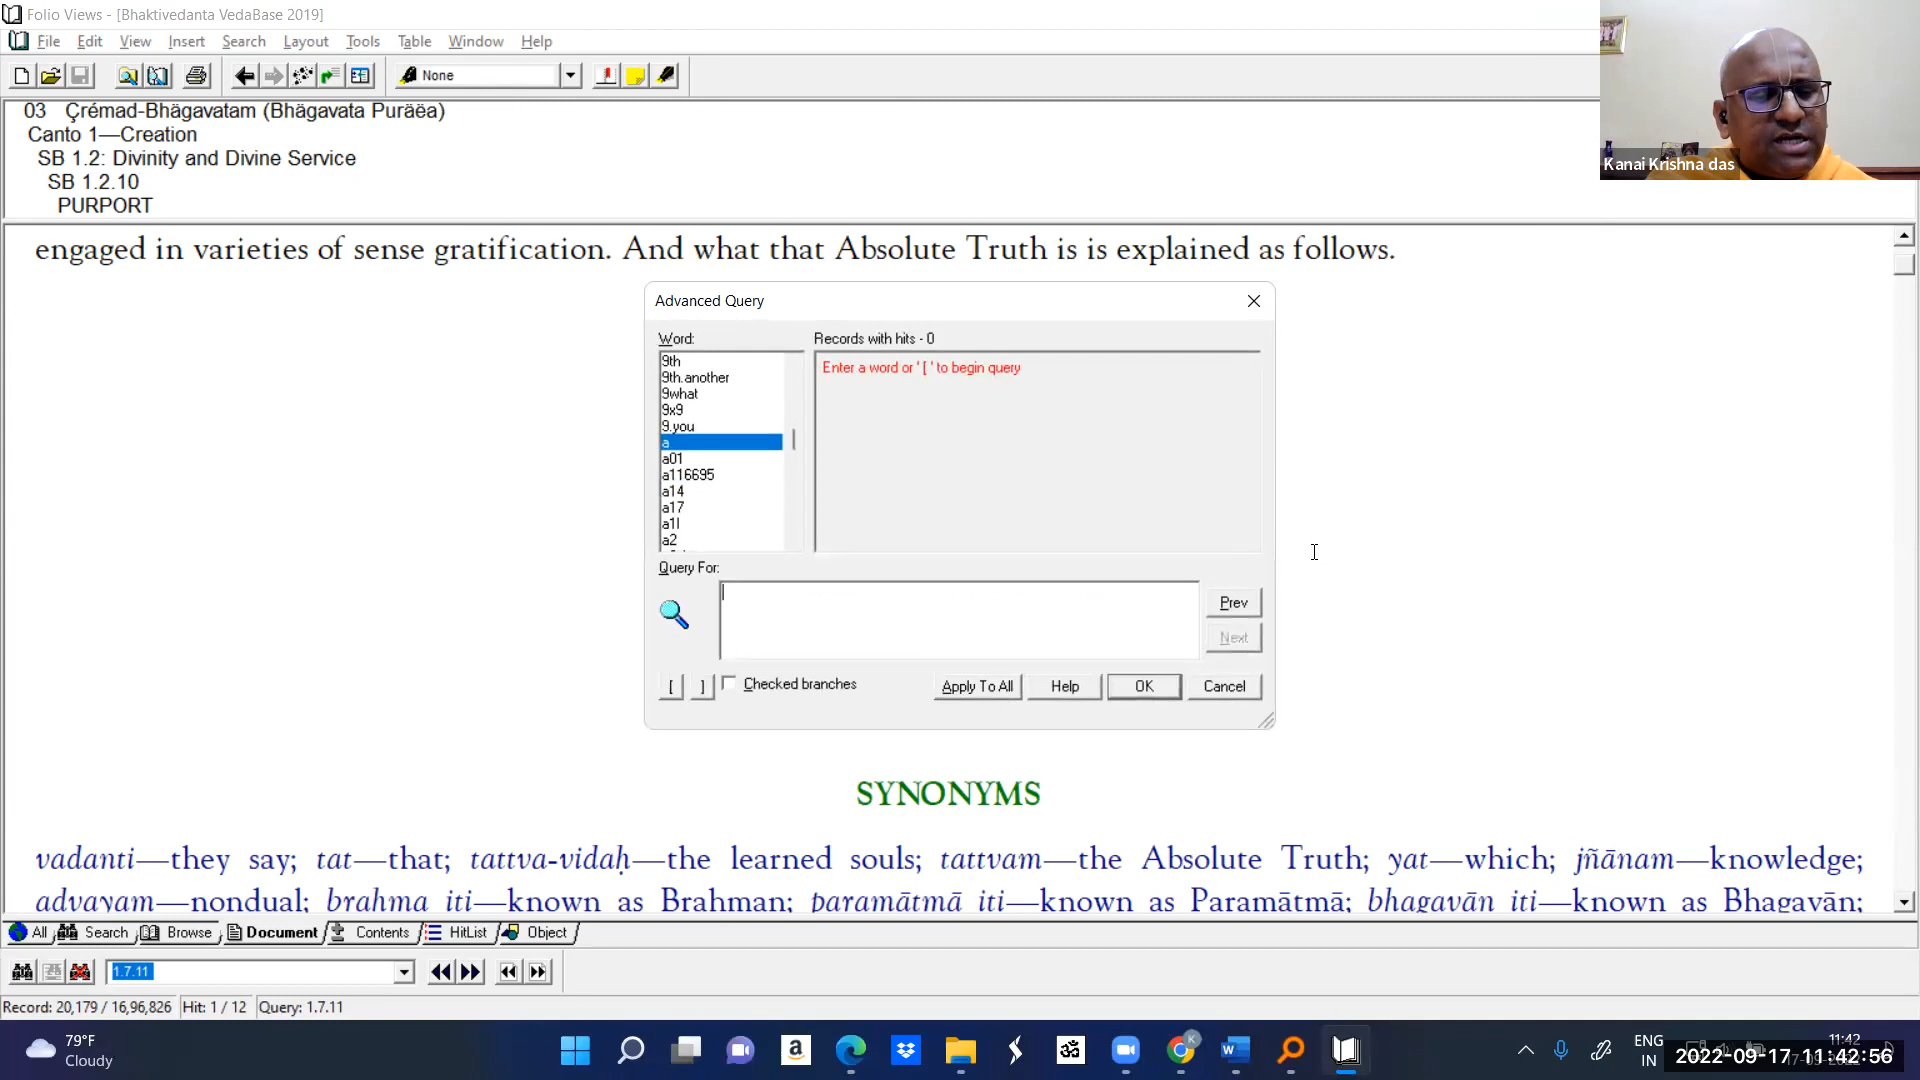 Folio Views - [Bhaktivedanta VedaBase 2019]
File Edit View Insert Search Layout Tools Table Window Help
None
03 Çrémad-Bhägavatam (Bhägavata Puräëa)
Canto 1—Creation
SB 1.2: Divinity and Divine Service
SB 1.2.10
PURPORT
Kanai Krishna das
engaged in varieties of sense gratification. And what that Absolute Truth is is explained as follows.
Advanced Query
Word:
Records with hits - 0
9th
9th.another
9what
9x9
9.you
a
a01
a116695
a14
a17
a1l
a2
Enter a word or ' [ ' to begin query
Query For:
Prev
Next
[ ] Checked branches Apply To All Help OK Cancel
SYNONYMS
vadanti—they say; tat—that; tattva-vidaḥ—the learned souls; tattvam—the Absolute Truth; yat—which; jñānam—knowledge;
advayam—nondual; brahma iti—known as Brahman; paramātmā iti—known as Paramātmā; bhagavān iti—known as Bhagavān;
All Search Browse Document Contents HitList Object
1.7.11
Record: 20,179 / 16,96,826 Hit: 1 / 12 Query: 1.7.11
79°F
Cloudy
ENG
IN
11:42
2022-09-17 11:42:56